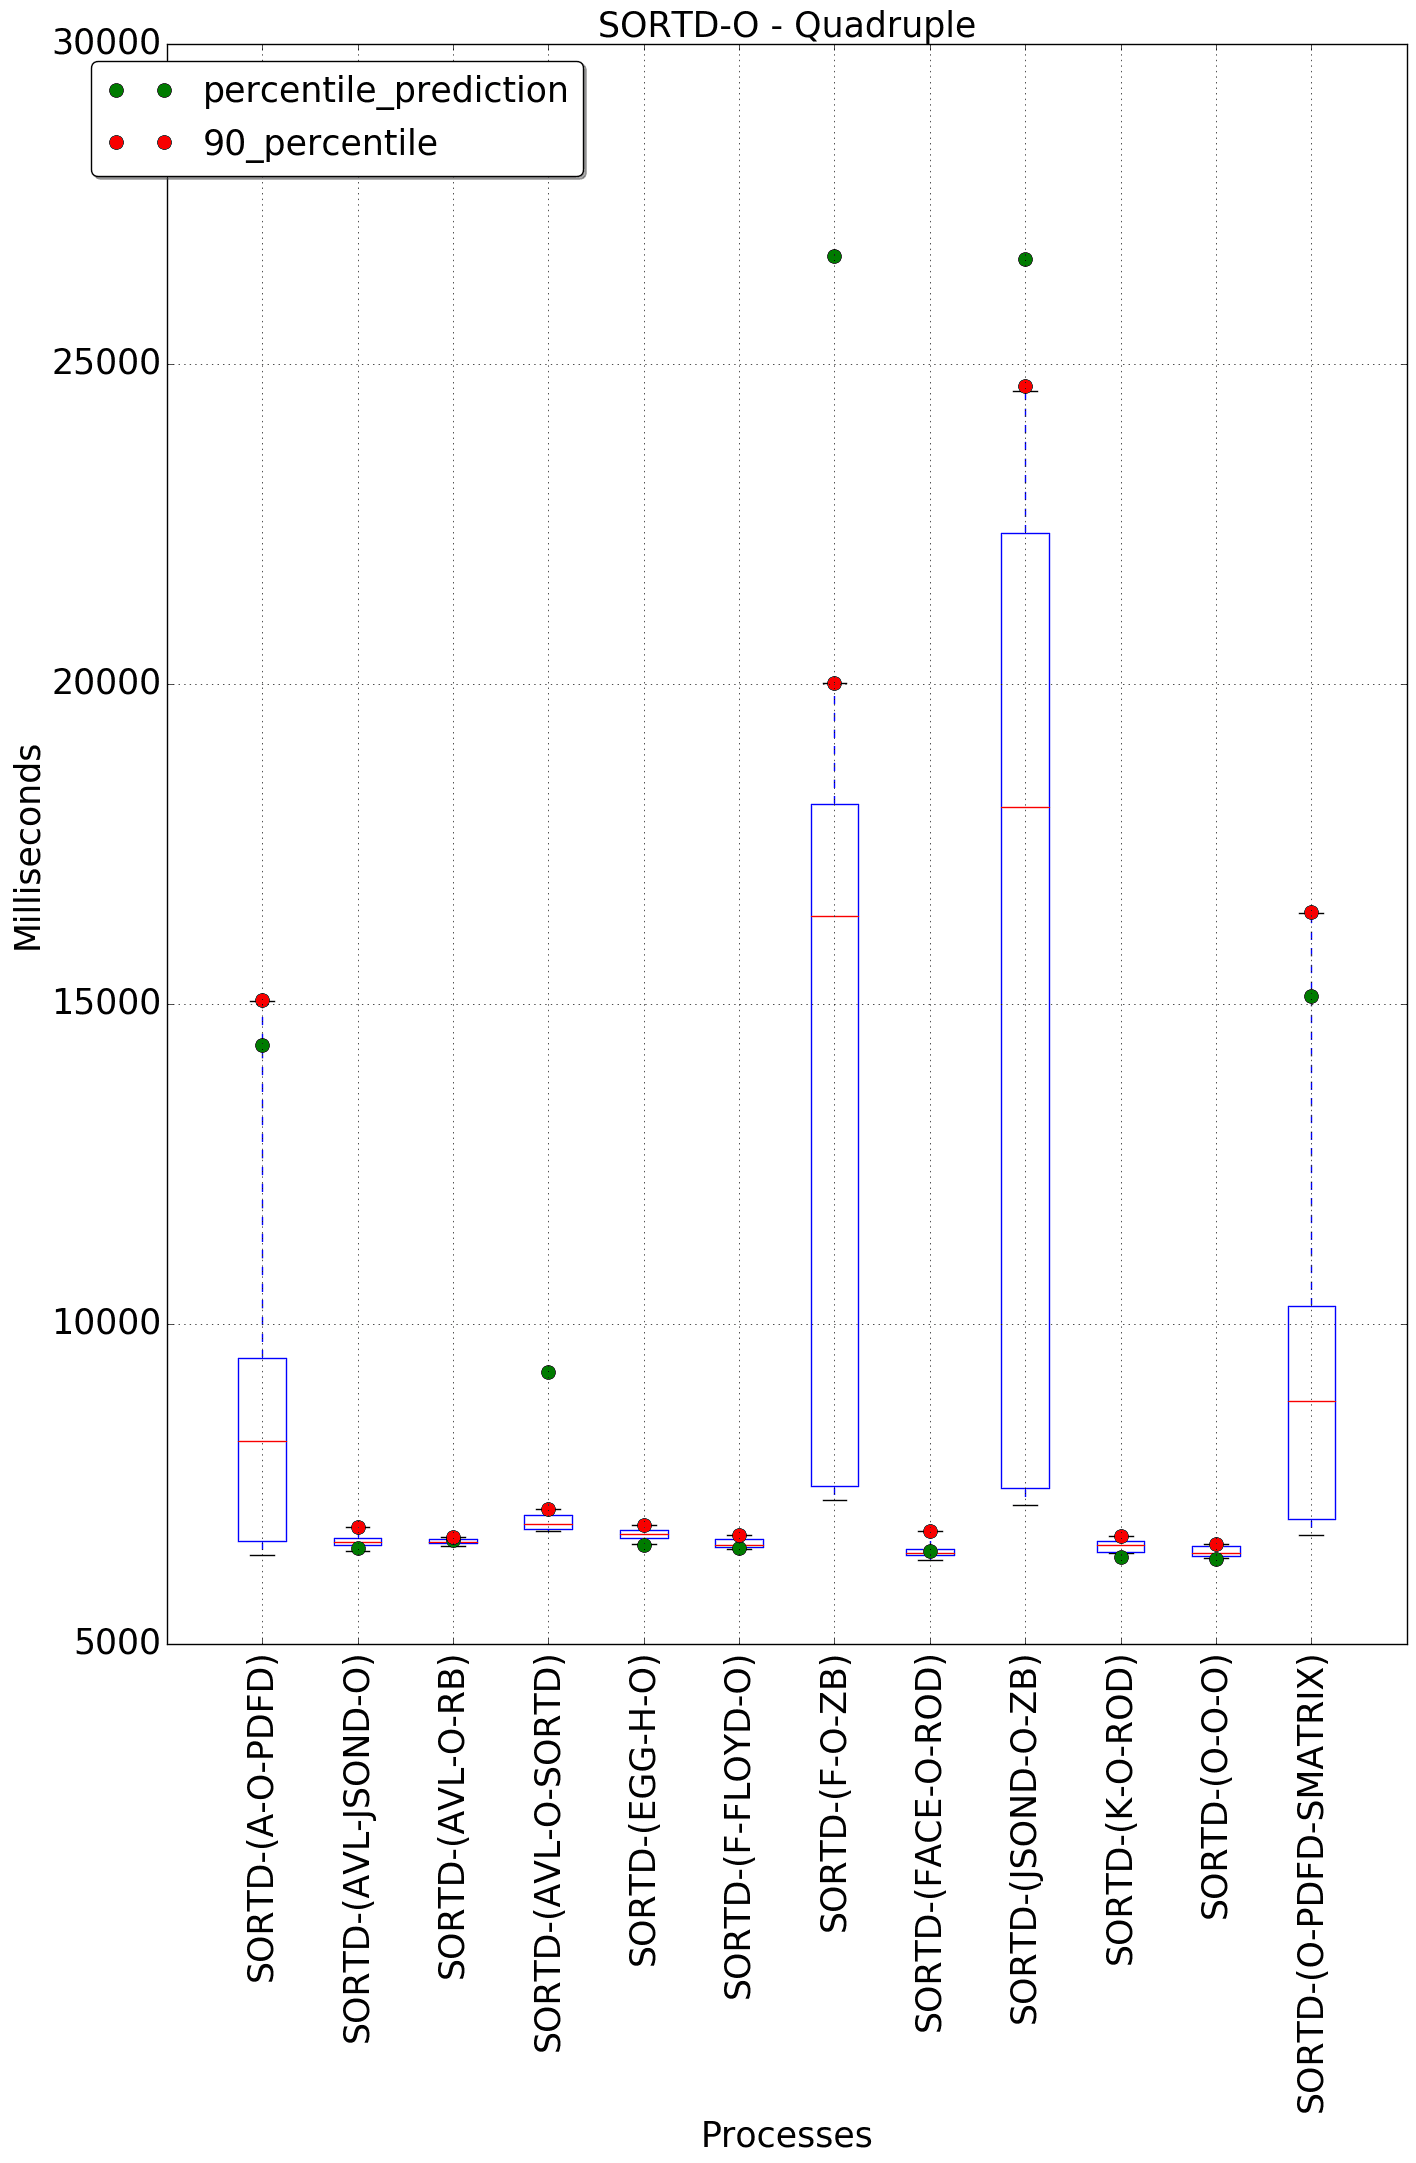 SORTD-O - Quadruple
percentile_prediction
90_percentile
30000
25000
20000
15000
10000
5000
Milliseconds
SORTD-(A-O-PDFD)
SORTD-(AVL-JSOND-O)
SORTD-(AVL-O-RB)
SORTD-(AVL-O-SORTD)
SORTD-(EGG-H-O)
SORTD-(F-FLOYD-O)
SORTD-(F-O-ZB)
SORTD-(FACE-O-ROD)
SORTD-(JSOND-O-ZB)
SORTD-(K-O-ROD)
SORTD-(O-O-O)
SORTD-(O-PDFD-SMATRIX)
Processes